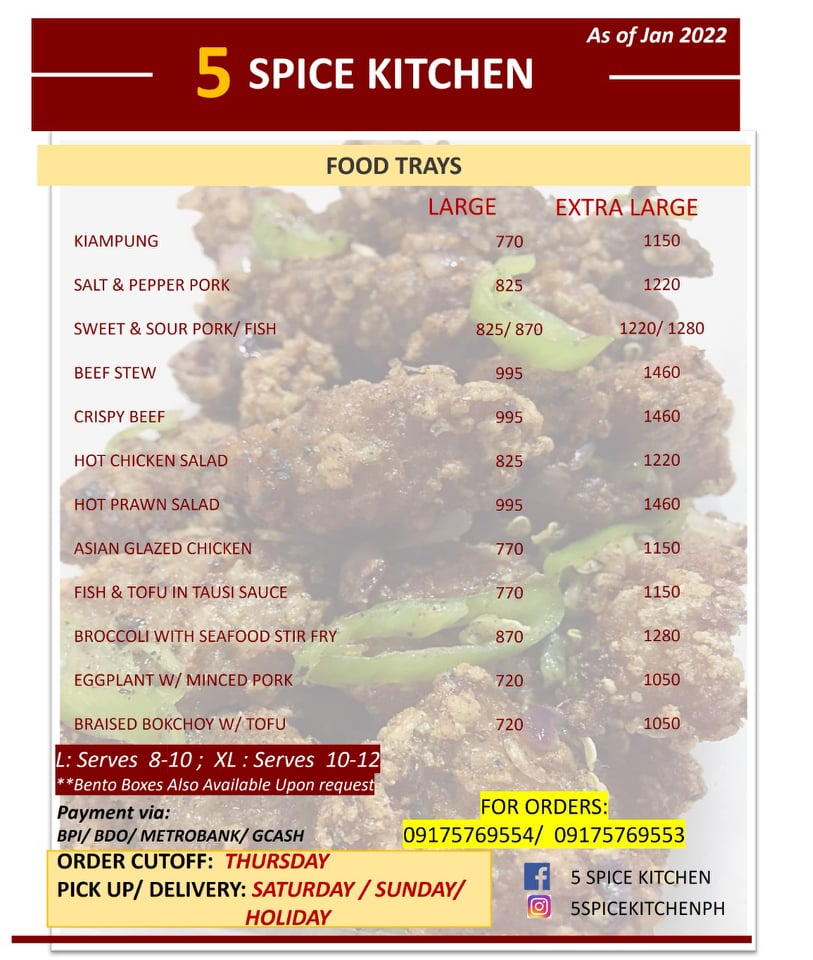 As of Jan 2022
5 SPICE KITCHEN
FOOD TRAYS
LARGE EXTRA LARGE
KIAMPUNG 770 1150
SALT & PEPPER PORK 825 1220
SWEET & SOUR PORK/ FISH 825/ 870 1220/ 1280
BEEF STEW 995 1460
CRISPY BEEF 995 1460
HOT CHICKEN SALAD 825 1220
HOT PRAWN SALAD 995 1460
ASIAN GLAZED CHICKEN 770 1150
FISH & TOFU IN TAUSI SAUCE 770 1150
BROCCOLI WITH SEAFOOD STIR FRY 870 1280
EGGPLANT W/ MINCED PORK 720 1050
BRAISED BOKCHOY W/ TOFU 720 1050
L: Serves 8-10 ; XL : Serves 10-12
**Bento Boxes Also Available Upon request
Payment via:
BPI/ BDO/ METROBANK/ GCASH
FOR ORDERS:
09175769554/ 09175769553
ORDER CUTOFF: THURSDAY
PICK UP/ DELIVERY: SATURDAY / SUNDAY/
HOLIDAY
5 SPICE KITCHEN
5SPICEKITCHENPH